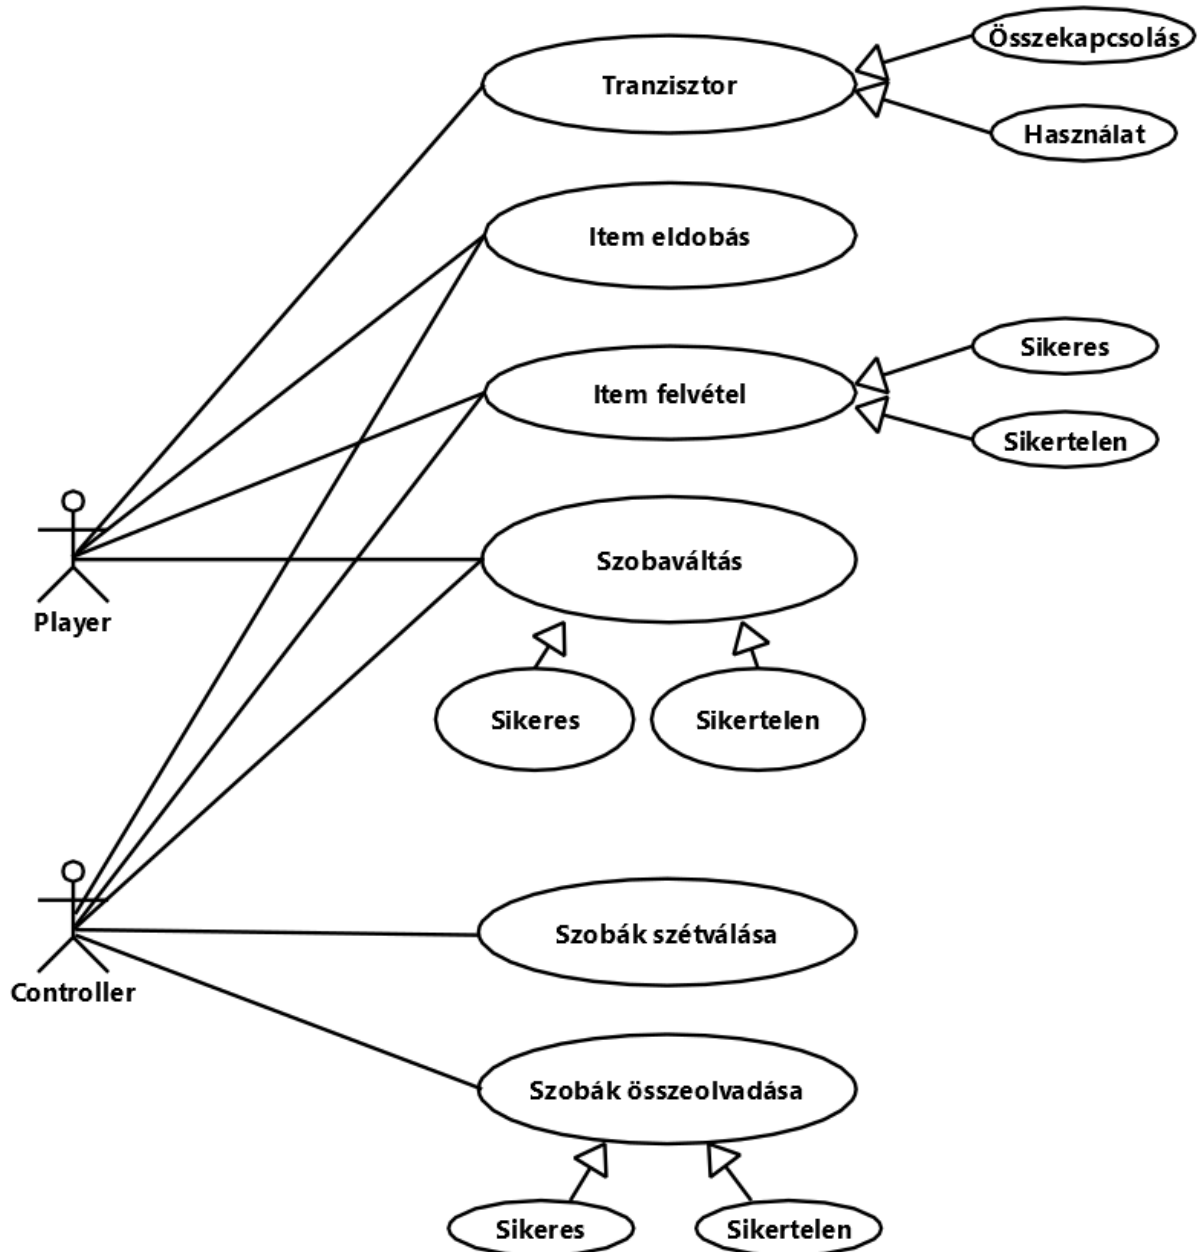 Összekapcsolás
Tranzisztor
Használat
Item eldobás
Sikeres
Item felvétel
Sikertelen
Szobaváltás
Player
Sikeres
Sikertelen
Szobák szétválása
Controller
Szobák összeolvadása
Sikeres
Sikertelen